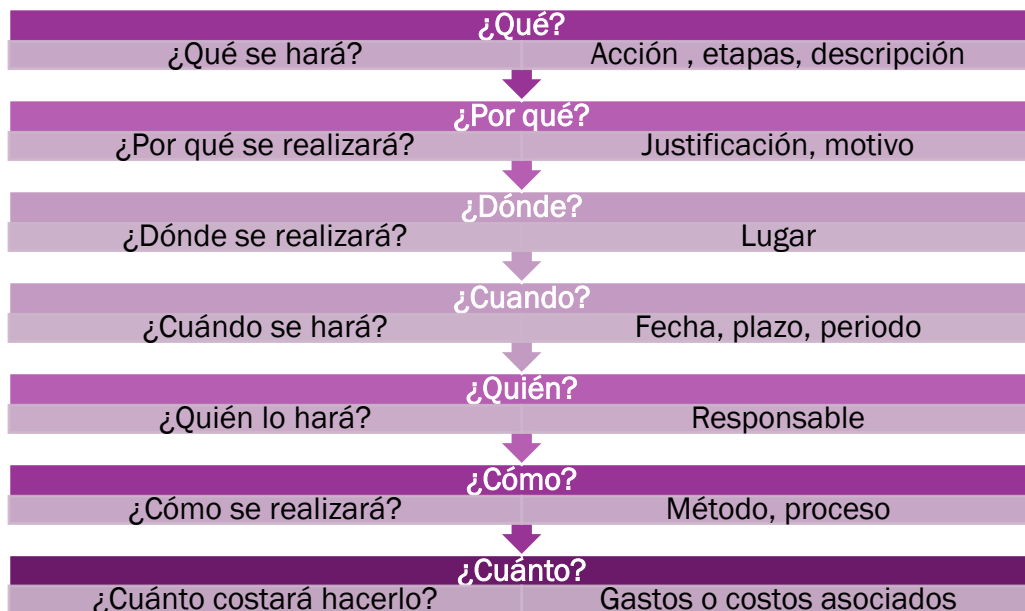 ¿Qué?
¿Qué se hará? Acción , etapas, descripción
¿Por qué?
¿Por qué se realizará? Justificación, motivo
¿Dónde?
¿Dónde se realizará? Lugar
¿Cuando?
¿Cuándo se hará? Fecha, plazo, periodo
¿Quién?
¿Quién lo hará? Responsable
¿Cómo?
¿Cómo se realizará? Método, proceso
¿Cuánto?
¿Cuánto costará hacerlo? Gastos o costos asociados